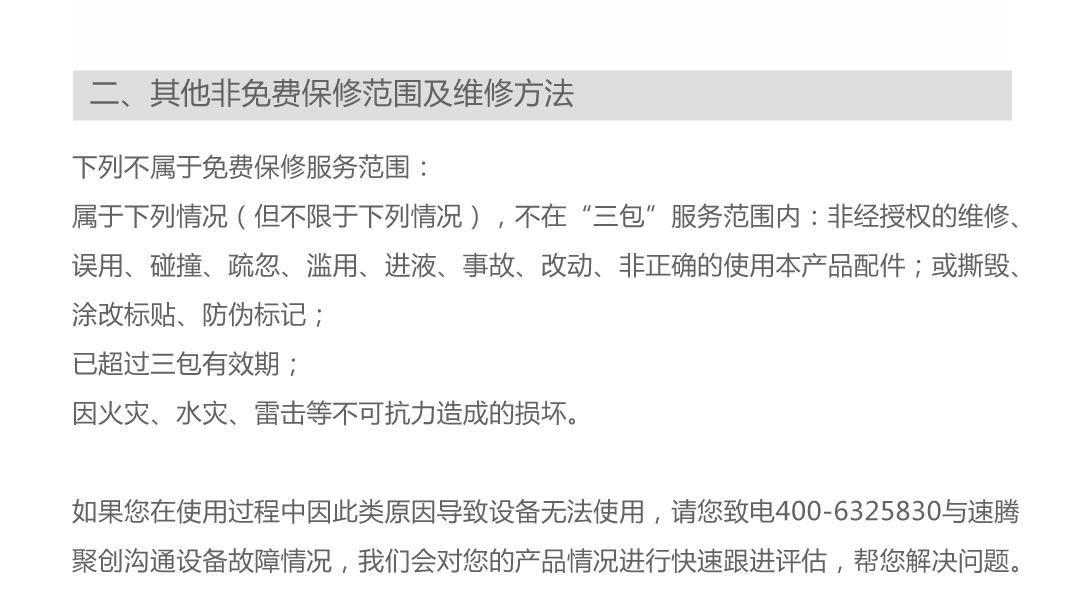 二、其他非免费保修范围及维修方法
下列不属于免费保修服务范围：
属于下列情况（但不限于下列情况），不在“三包”服务范围内：非经授权的维修、
误用、碰撞、疏忽、滥用、进液、事故、改动、非正确的使用本产品配件；或撕毁、
涂改标贴、防伪标记；
已超过三包有效期；
因火灾、水灾、雷击等不可抗力造成的损坏。
如果您在使用过程中因此类原因导致设备无法使用，请您致电400-6325830与速腾
聚创沟通设备故障情况，我们会对您的产品情况进行快速跟进评估，帮您解决问题。